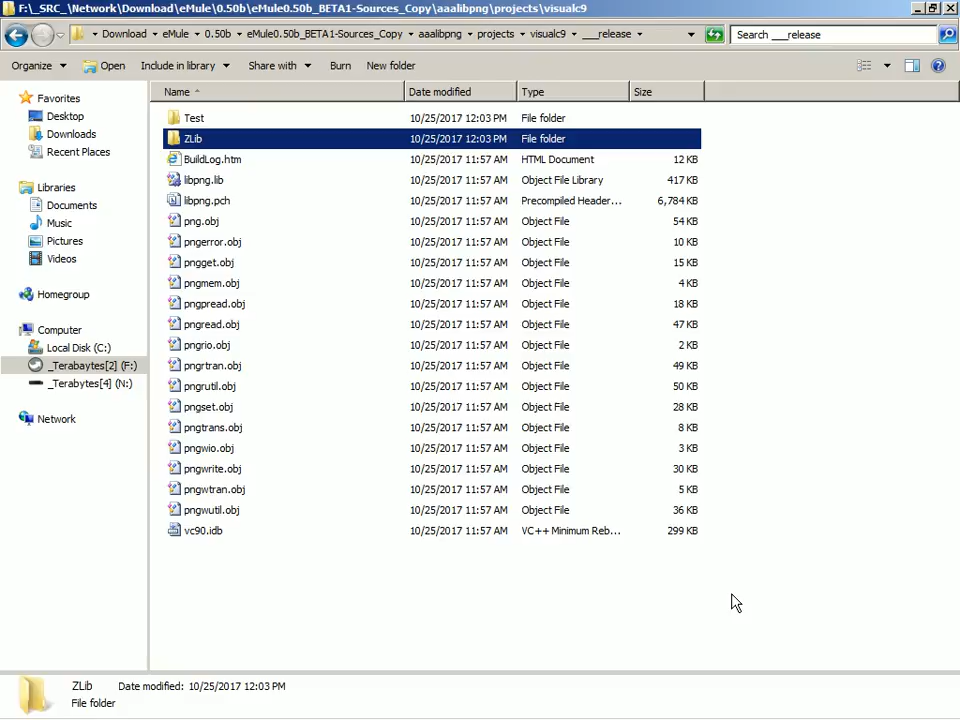 F:\_SRC_\Network\Download\eMule\0.50b\eMule0.50b_BETA1-Sources_Copy\aaalibpng\projects\visualc9
Download eMule 0.50b eMule0.50b_BETA1-Sources_Copy aaalibpng projects visualc9 ___release Search ___release
Organize Open Include in library Share with Burn New folder
Name Date modified Type Size
Favorites
Desktop
Downloads
Recent Places
Libraries
Documents
Music
Pictures
Videos
Homegroup
Computer
Local Disk (C:)
_Terabaytes[2] (F:)
_Terabytes[4] (N:)
Network
Test 10/25/2017 12:03 PM File folder
ZLib 10/25/2017 12:03 PM File folder
BuildLog.htm 10/25/2017 11:57 AM HTML Document 12 KB
libpng.lib 10/25/2017 11:57 AM Object File Library 417 KB
libpng.pch 10/25/2017 11:57 AM Precompiled Header... 6,784 KB
png.obj 10/25/2017 11:57 AM Object File 54 KB
pngerror.obj 10/25/2017 11:57 AM Object File 10 KB
pngget.obj 10/25/2017 11:57 AM Object File 15 KB
pngmem.obj 10/25/2017 11:57 AM Object File 4 KB
pngpread.obj 10/25/2017 11:57 AM Object File 18 KB
pngread.obj 10/25/2017 11:57 AM Object File 47 KB
pngrio.obj 10/25/2017 11:57 AM Object File 2 KB
pngrtran.obj 10/25/2017 11:57 AM Object File 49 KB
pngrutil.obj 10/25/2017 11:57 AM Object File 50 KB
pngset.obj 10/25/2017 11:57 AM Object File 28 KB
pngtrans.obj 10/25/2017 11:57 AM Object File 8 KB
pngwio.obj 10/25/2017 11:57 AM Object File 3 KB
pngwrite.obj 10/25/2017 11:57 AM Object File 30 KB
pngwtran.obj 10/25/2017 11:57 AM Object File 5 KB
pngwutil.obj 10/25/2017 11:57 AM Object File 36 KB
vc90.idb 10/25/2017 11:57 AM VC++ Minimum Reb... 299 KB
ZLib Date modified: 10/25/2017 12:03 PM
File folder